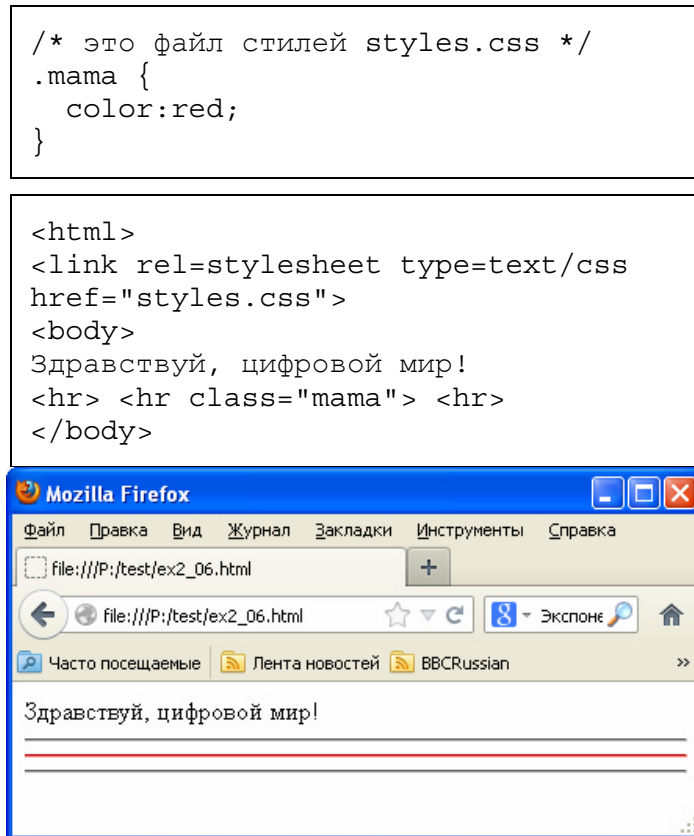 /* это файл стилей styles.css */
.mama {
  color:red;
}
<html>
<link rel=stylesheet type=text/css
href="styles.css">
<body>
Здравствуй, цифровой мир!
<hr> <hr class="mama"> <hr>
</body>
Mozilla Firefox
Файл Правка Вид Журнал Закладки Инструменты Справка
file:///P:/test/ex2_06.html +
file:///P:/test/ex2_06.html 8 Экспоне
Часто посещаемые Лента новостей BBCRussian »
Здравствуй, цифровой мир!